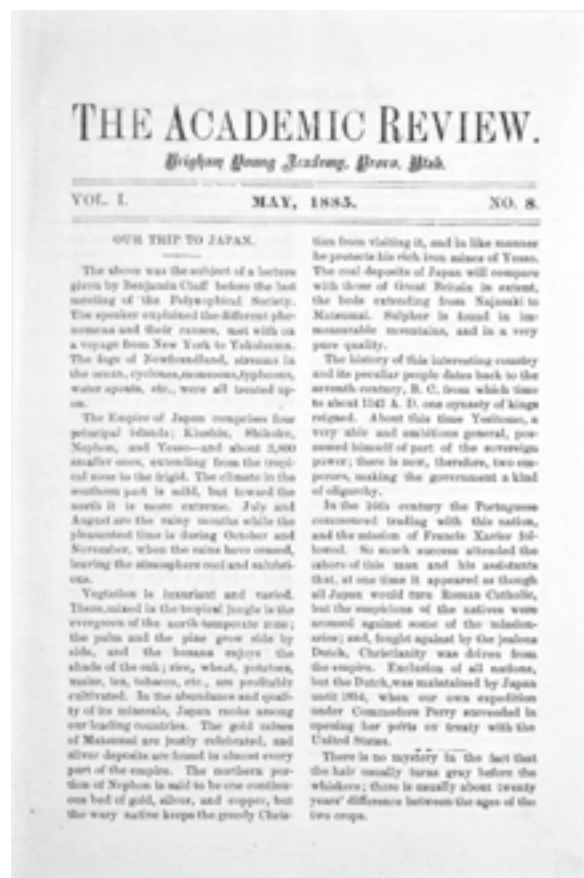 THE ACADEMIC REVIEW.
Brigham Young Academy, Provo, Utah.
VOL. I. MAY, 1885. NO. 8.
OUR TRIP TO JAPAN.
The above was the subject of a lecture
given by Benjamin Cluff before the last
meeting of the Polysophical Society.
The speaker explained the different phe-
nomena and their causes, met with on
a voyage from New York to Yokohama.
The fogs of Newfoundland, streams in
the ocean, cyclones, monsoons, typhoons,
water spouts, etc., were all treated up-
on.
The Empire of Japan comprises four
principal islands; Kiushiu, Shikoke,
Nephon, and Yesso—and about 3,800
smaller ones, extending from the tropi-
cal zone to the frigid. The climate in the
southern part is mild, but toward the
north it is more extreme. July and
August are the rainy months while the
pleasantest time is during October and
November, when the rains have ceased,
leaving the atmosphere cool and salubri-
ous.
Vegetation is luxuriant and varied.
There, mixed in the tropical jungle is the
evergreen of the north temperate zone;
the palm and the pine grow side by
side, and the banana enjoys the
shade of the oak; rice, wheat, potatoes,
maize, tea, tobacco, etc., are profitably
cultivated. In the abundance and quali-
ty of its minerals, Japan ranks among
our leading countries. The gold mines
of Matsumai are justly celebrated, and
silver deposits are found in almost every
part of the empire. The northern por-
tion of Nephon is said to be one continu-
ous bed of gold, silver, and copper, but
the wary native keeps the greedy Chris-
tian from visiting it, and in like manner
he protects his rich iron mines of Yesso.
The coal deposits of Japan will compare
with those of Great Britain in extent,
the beds extending from Najasaki to
Matsumai. Sulphur is found in im-
measurable mountains, and in a very
pure quality.
The history of this interesting country
and its peculiar people dates back to the
seventh century, B. C. from which time
to about 1142 A. D. one dynasty of kings
reigned. About this time Yoritomo, a
very able and ambitious general, pos-
sessed himself of part of the sovereign
power; there is now, therefore, two em-
perors, making the government a kind
of oligarchy.
In the 16th century the Portuguese
commenced trading with this nation,
and the mission of Francis Xavier fol-
lowed. So much success attended the
labors of this man and his assistants
that, at one time it appeared as though
all Japan would turn Roman Catholic,
but the suspicions of the natives were
aroused against some of the mission-
aries; and, fought against by the jealous
Dutch, Christianity was driven from
the empire. Exclusion of all nations,
but the Dutch, was maintained by Japan
until 1854, when our own expedition
under Commodore Perry succeeded in
opening her ports or treaty with the
United States.
There is no mystery in the fact that
the hair usually turns gray before the
whiskers; there is usually about twenty
years' difference between the ages of the
two crops.